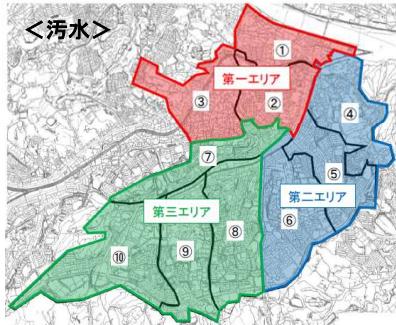 ＜汚水＞
①
第一エリア
③
②
④
⑦
⑤
第二エリア
第三エリア
⑥
⑧
⑨
⑩